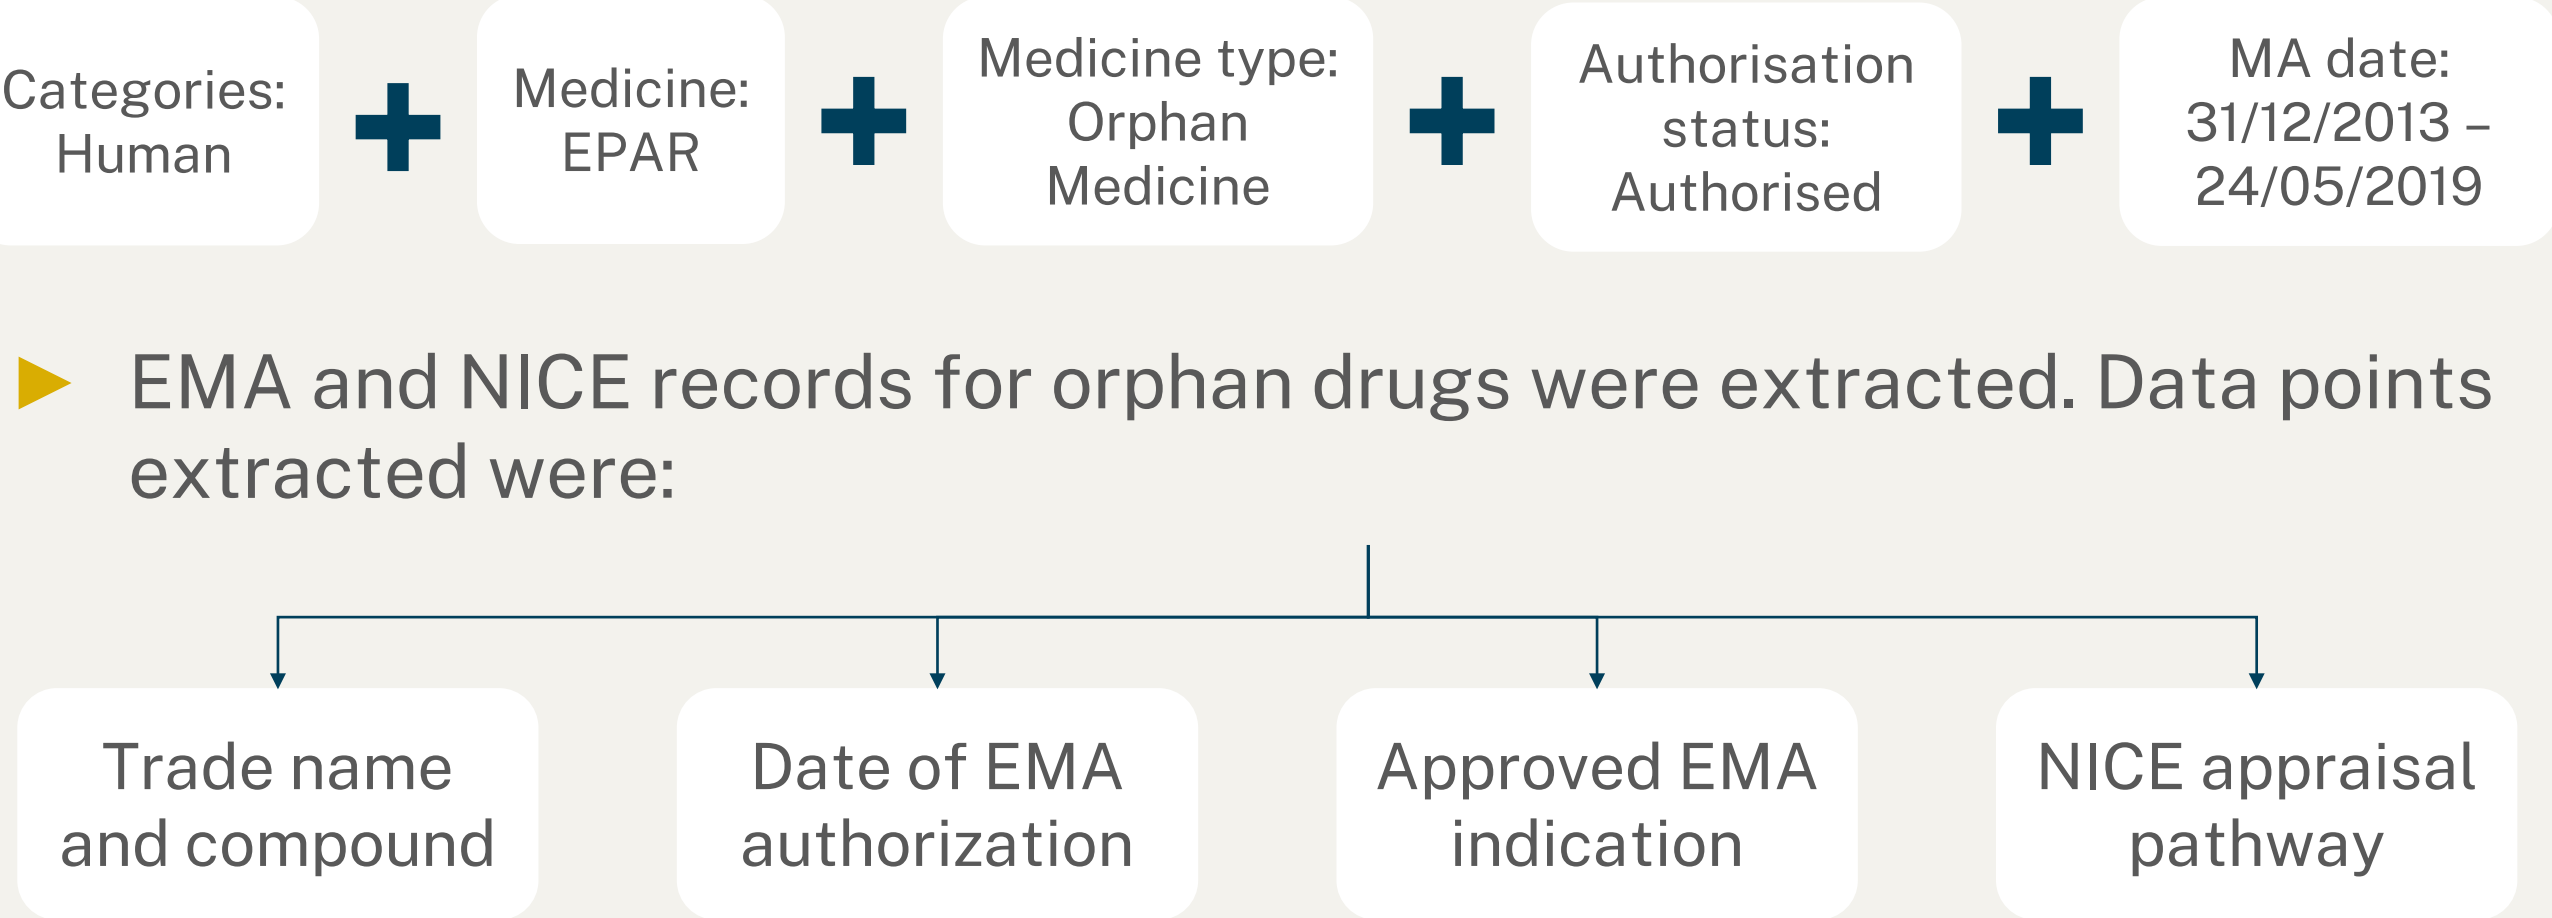 Categories:
Human
Medicine:
EPAR
Medicine type:
Orphan
Medicine
Authorisation
status:
Authorised
MA date:
31/12/2013 –
24/05/2019
EMA and NICE records for orphan drugs were extracted. Data points
extracted were:
Trade name
and compound
Date of EMA
authorization
Approved EMA
indication
NICE appraisal
pathway